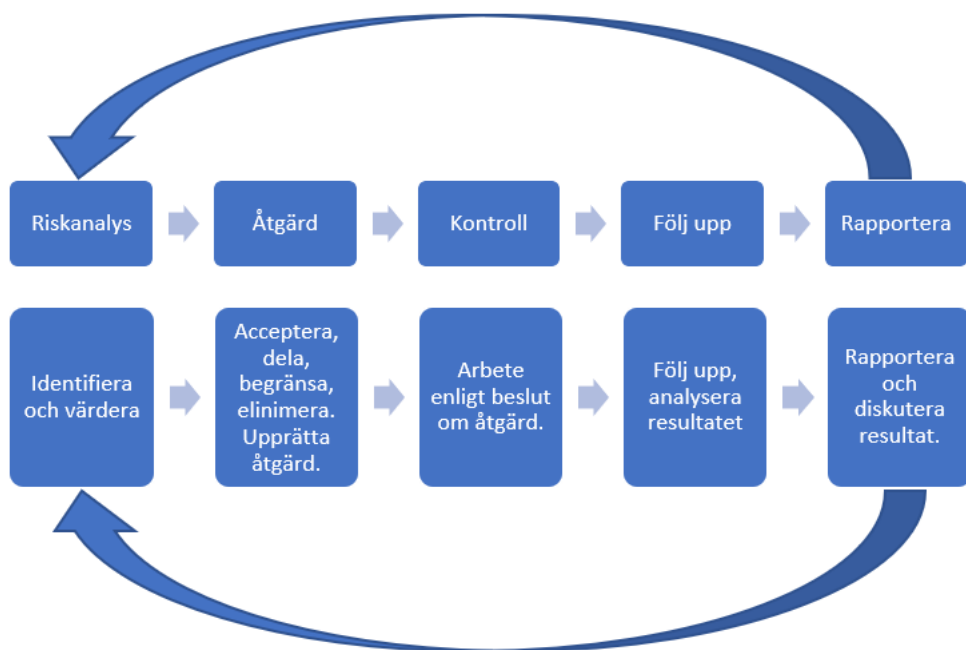 Riskanalys
Åtgärd
Kontroll
Följ upp
Rapportera
Identifiera
och värdera
Acceptera,
dela,
begränsa,
elinimera.
Upprätta
åtgärd.
Arbete
enligt beslut
om åtgärd.
Följ upp,
analysera
resultatet
Rapportera
och
diskutera
resultat.